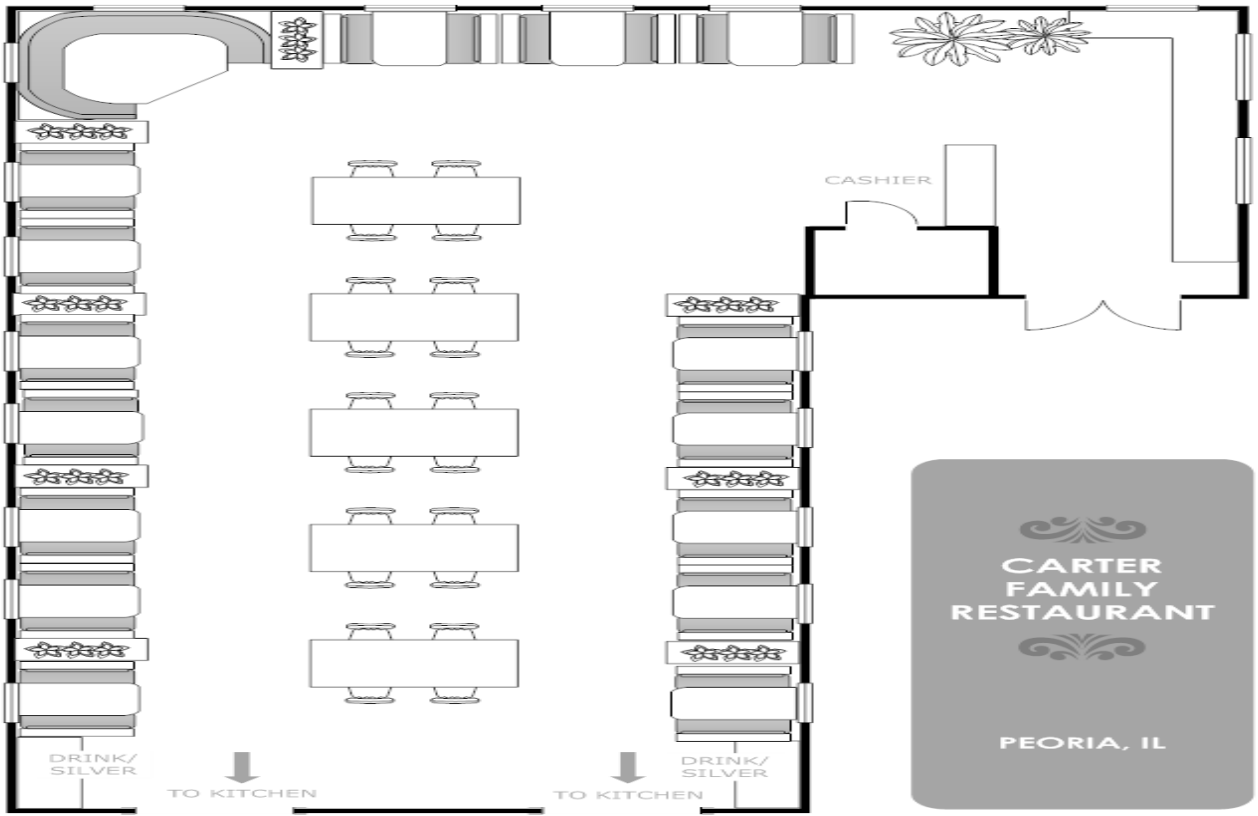 CASHIER
CARTER
FAMILY
RESTAURANT
PEORIA, IL
DRINK/
SILVER
TO KITCHEN
TO KITCHEN
DRINK/
SILVER